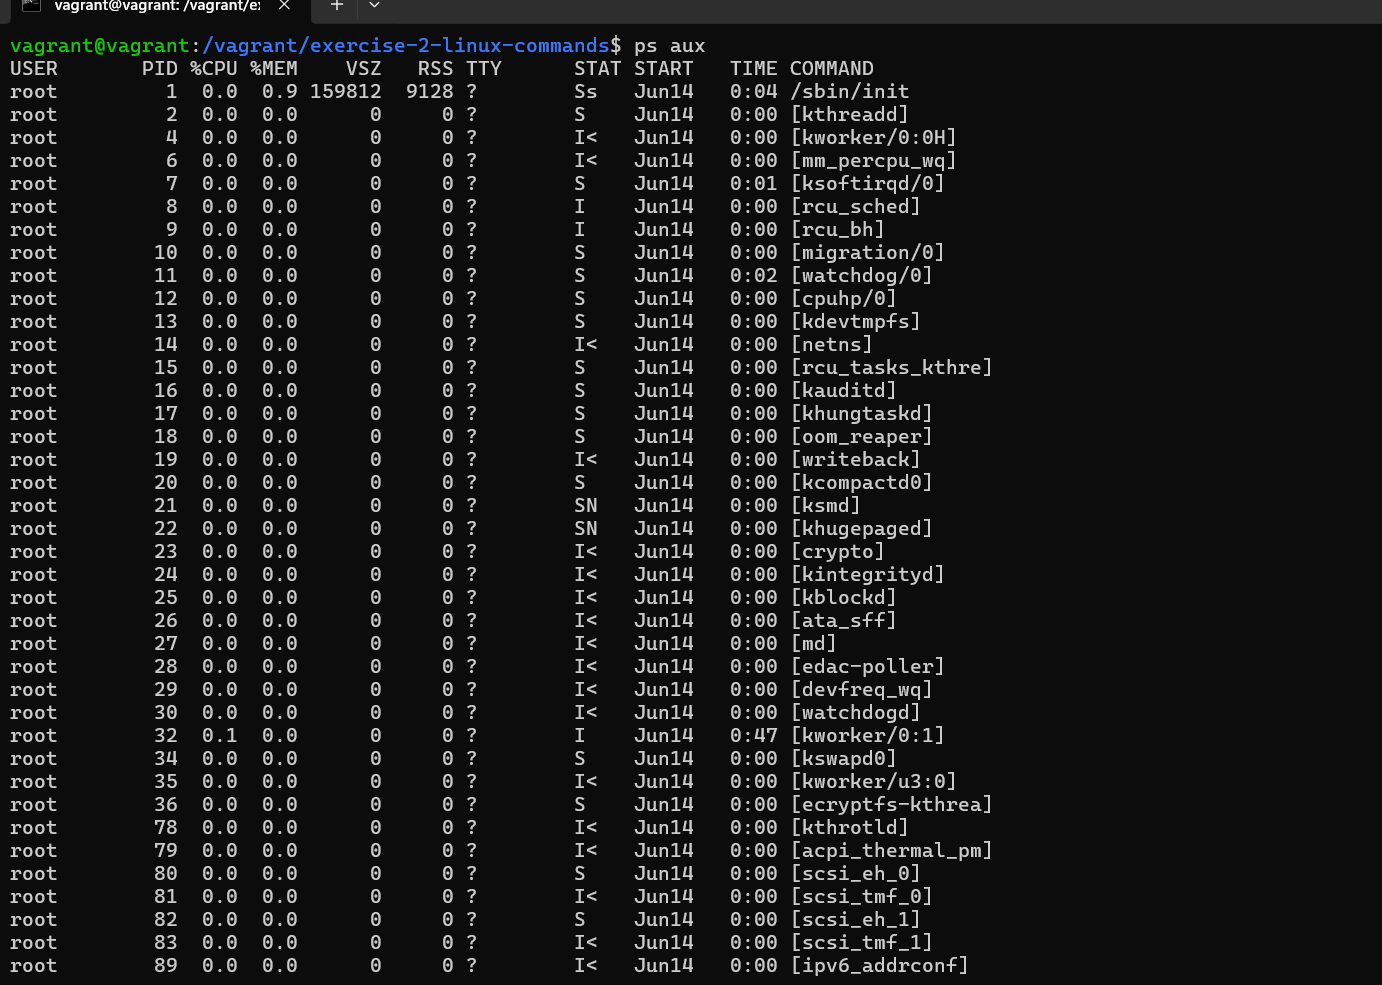 vagrant@vagrant: /vagrant/e
vagrant@vagrant:/vagrant/exercise-2-linux-commands$ ps aux
USER       PID %CPU %MEM    VSZ   RSS TTY      STAT START   TIME COMMAND
root         1  0.0  0.9 159812  9128 ?        Ss   Jun14   0:04 /sbin/init
root         2  0.0  0.0      0     0 ?        S    Jun14   0:00 [kthreadd]
root         4  0.0  0.0      0     0 ?        I<   Jun14   0:00 [kworker/0:0H]
root         6  0.0  0.0      0     0 ?        I<   Jun14   0:00 [mm_percpu_wq]
root         7  0.0  0.0      0     0 ?        S    Jun14   0:01 [ksoftirqd/0]
root         8  0.0  0.0      0     0 ?        I    Jun14   0:00 [rcu_sched]
root         9  0.0  0.0      0     0 ?        I    Jun14   0:00 [rcu_bh]
root        10  0.0  0.0      0     0 ?        S    Jun14   0:00 [migration/0]
root        11  0.0  0.0      0     0 ?        S    Jun14   0:02 [watchdog/0]
root        12  0.0  0.0      0     0 ?        S    Jun14   0:00 [cpuhp/0]
root        13  0.0  0.0      0     0 ?        S    Jun14   0:00 [kdevtmpfs]
root        14  0.0  0.0      0     0 ?        I<   Jun14   0:00 [netns]
root        15  0.0  0.0      0     0 ?        S    Jun14   0:00 [rcu_tasks_kthre]
root        16  0.0  0.0      0     0 ?        S    Jun14   0:00 [kauditd]
root        17  0.0  0.0      0     0 ?        S    Jun14   0:00 [khungtaskd]
root        18  0.0  0.0      0     0 ?        S    Jun14   0:00 [oom_reaper]
root        19  0.0  0.0      0     0 ?        I<   Jun14   0:00 [writeback]
root        20  0.0  0.0      0     0 ?        S    Jun14   0:00 [kcompactd0]
root        21  0.0  0.0      0     0 ?        SN   Jun14   0:00 [ksmd]
root        22  0.0  0.0      0     0 ?        SN   Jun14   0:00 [khugepaged]
root        23  0.0  0.0      0     0 ?        I<   Jun14   0:00 [crypto]
root        24  0.0  0.0      0     0 ?        I<   Jun14   0:00 [kintegrityd]
root        25  0.0  0.0      0     0 ?        I<   Jun14   0:00 [kblockd]
root        26  0.0  0.0      0     0 ?        I<   Jun14   0:00 [ata_sff]
root        27  0.0  0.0      0     0 ?        I<   Jun14   0:00 [md]
root        28  0.0  0.0      0     0 ?        I<   Jun14   0:00 [edac-poller]
root        29  0.0  0.0      0     0 ?        I<   Jun14   0:00 [devfreq_wq]
root        30  0.0  0.0      0     0 ?        I<   Jun14   0:00 [watchdogd]
root        32  0.1  0.0      0     0 ?        I    Jun14   0:47 [kworker/0:1]
root        34  0.0  0.0      0     0 ?        S    Jun14   0:00 [kswapd0]
root        35  0.0  0.0      0     0 ?        I<   Jun14   0:00 [kworker/u3:0]
root        36  0.0  0.0      0     0 ?        S    Jun14   0:00 [ecryptfs-kthrea]
root        78  0.0  0.0      0     0 ?        I<   Jun14   0:00 [kthrotld]
root        79  0.0  0.0      0     0 ?        I<   Jun14   0:00 [acpi_thermal_pm]
root        80  0.0  0.0      0     0 ?        S    Jun14   0:00 [scsi_eh_0]
root        81  0.0  0.0      0     0 ?        I<   Jun14   0:00 [scsi_tmf_0]
root        82  0.0  0.0      0     0 ?        S    Jun14   0:00 [scsi_eh_1]
root        83  0.0  0.0      0     0 ?        I<   Jun14   0:00 [scsi_tmf_1]
root        89  0.0  0.0      0     0 ?        I<   Jun14   0:00 [ipv6_addrconf]